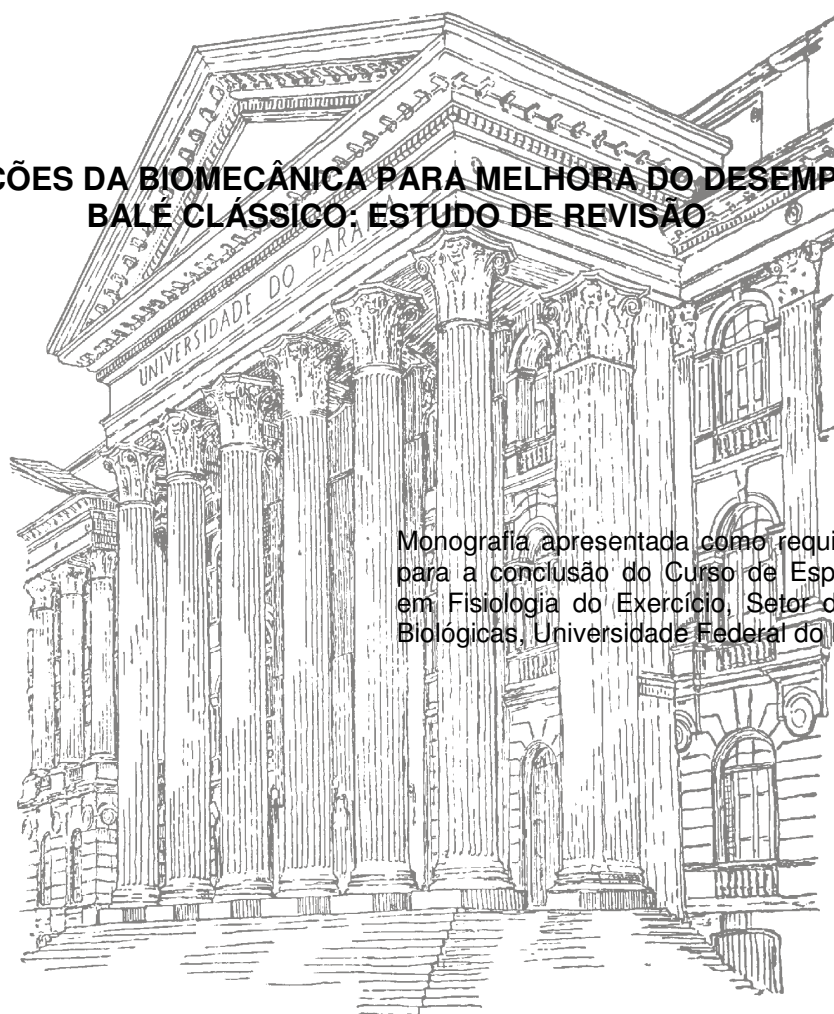 ÇÕES DA BIOMECÂNICA PARA MELHORA DO DESEMP
BALÉ CLÁSSICO: ESTUDO DE REVISÃO
UNIVERSIDADE DO PARANÁ
Monografia apresentada como requi
para a conclusão do Curso de Esp
em Fisiologia do Exercício, Setor d
Biológicas, Universidade Federal do